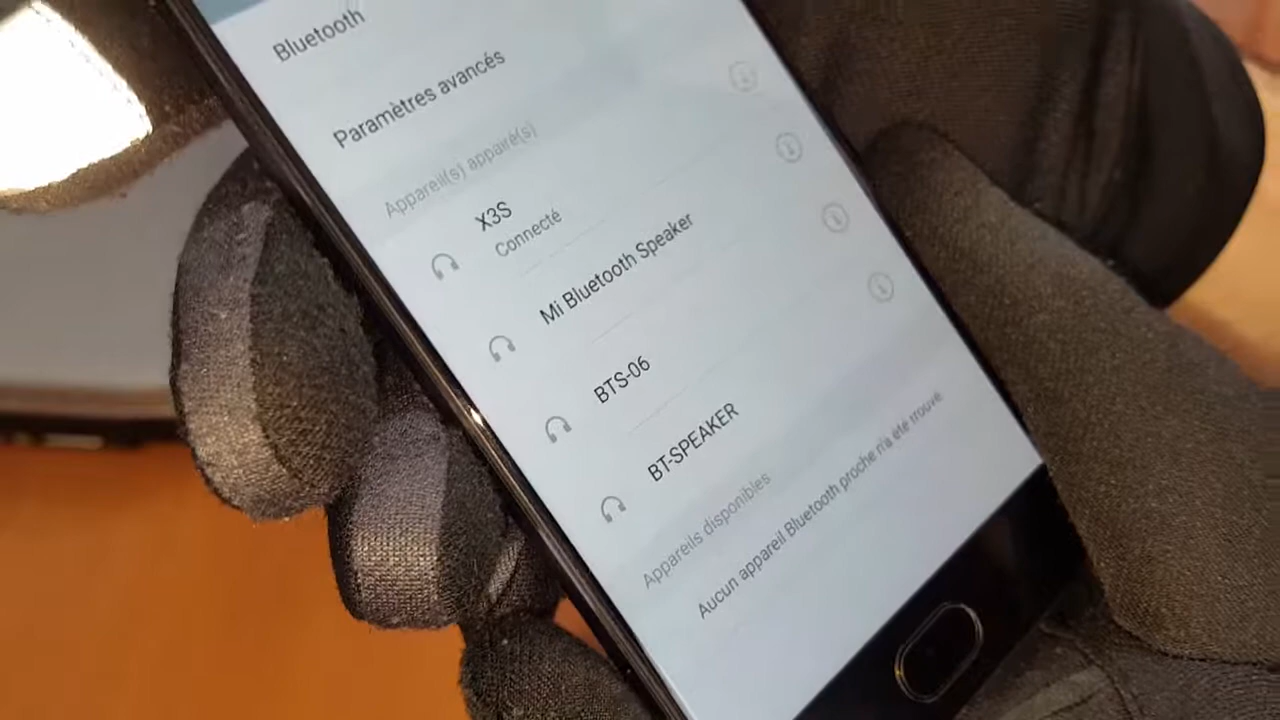 Bluetooth
Paramètres avancés
Appareil(s) appairé(s)
X3S
Connecté
Mi Bluetooth Speaker
BTS-06
BT-SPEAKER
Appareils disponibles
Aucun appareil Bluetooth proche n'a été trouvé